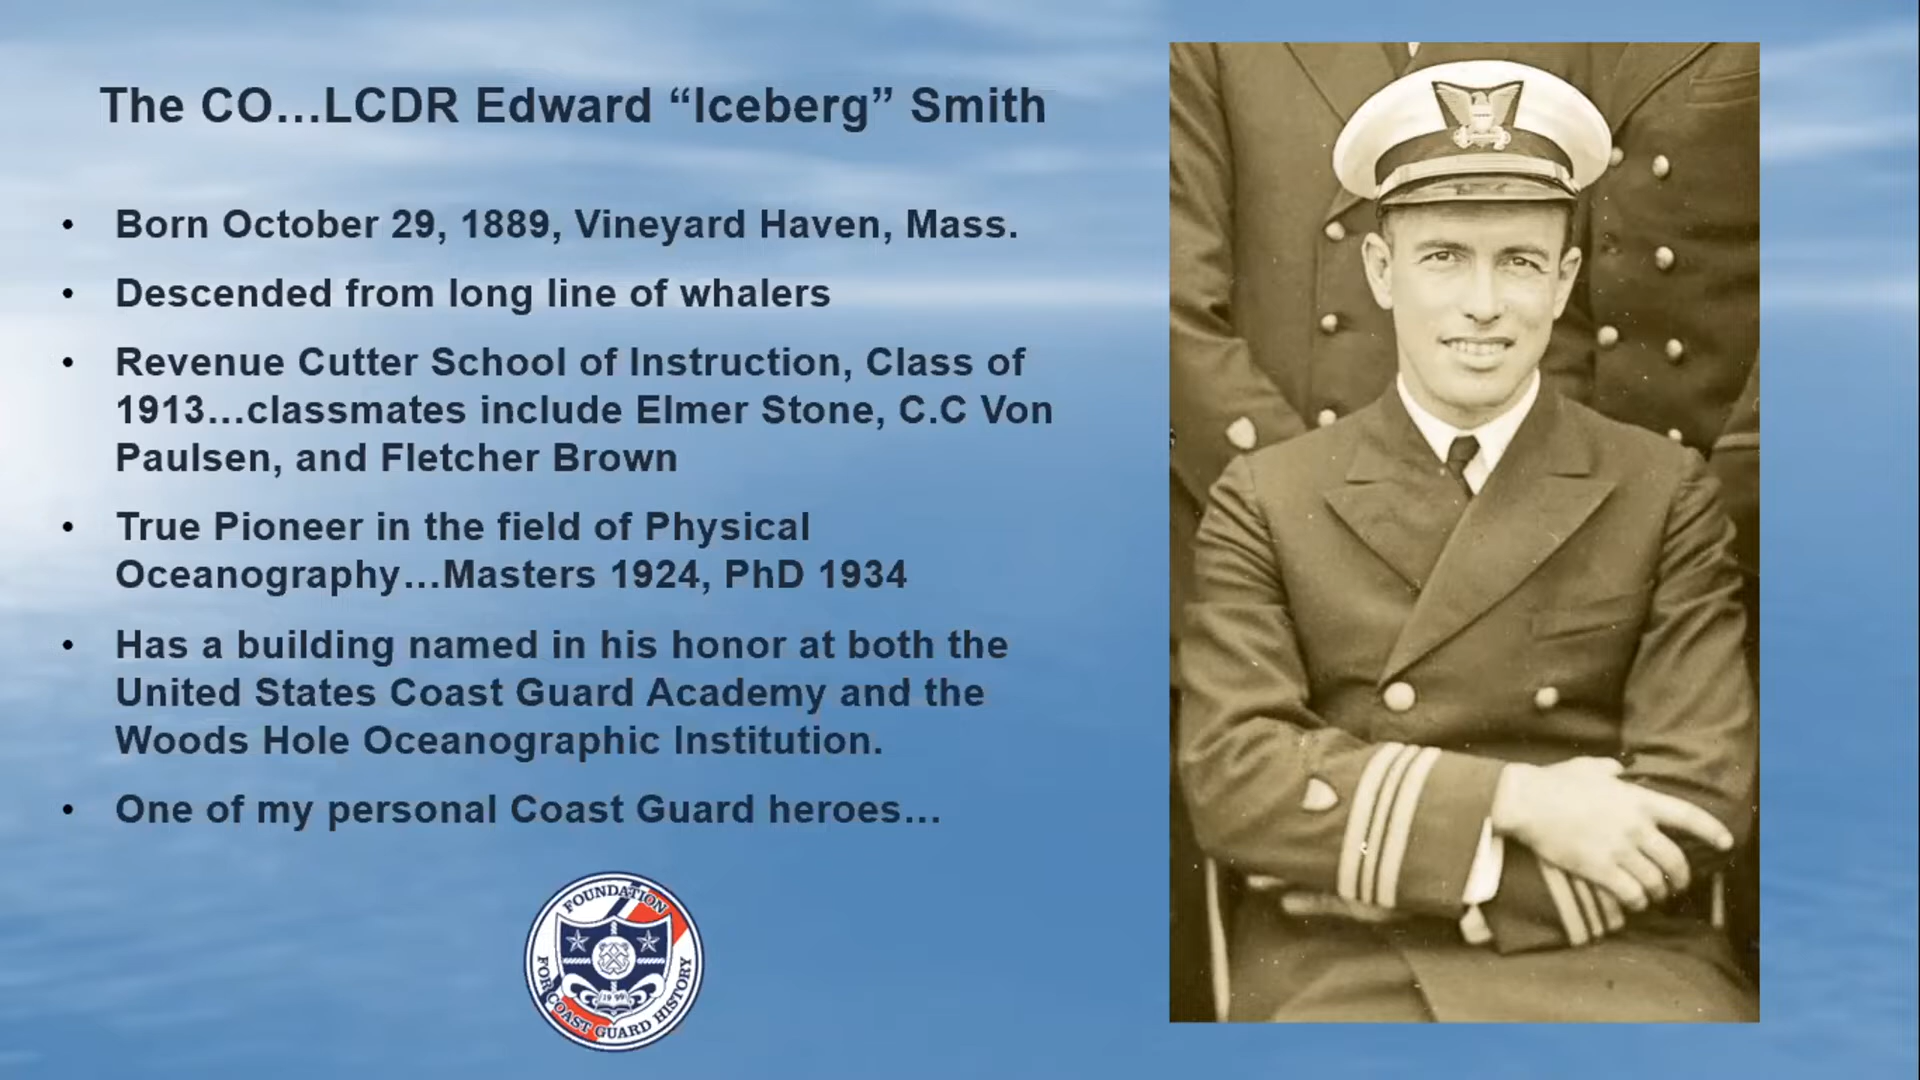 The CO…LCDR Edward “Iceberg” Smith
• Born October 29, 1889, Vineyard Haven, Mass.
• Descended from long line of whalers
• Revenue Cutter School of Instruction, Class of
1913…classmates include Elmer Stone, C.C Von
Paulsen, and Fletcher Brown
• True Pioneer in the field of Physical
Oceanography…Masters 1924, PhD 1934
• Has a building named in his honor at both the
United States Coast Guard Academy and the
Woods Hole Oceanographic Institution.
• One of my personal Coast Guard heroes…
FOUNDATION
FOR COAST GUARD HISTORY
1999